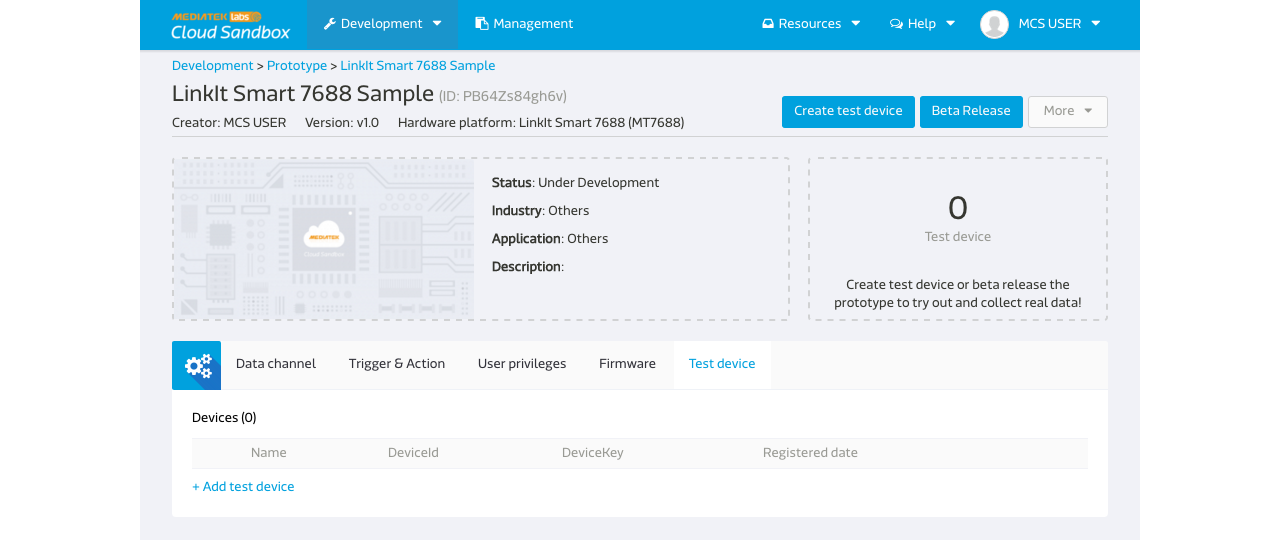 MEDIATEK labs Development Management Resources Help MCS USER
Cloud Sandbox
Development > Prototype > LinkIt Smart 7688 Sample
LinkIt Smart 7688 Sample (ID: PB64Zs84gh6v)
Create test device Beta Release More
Creator: MCS USER Version: v1.0 Hardware platform: LinkIt Smart 7688 (MT7688)
MEDIATEK
Cloud Sandbox
Status: Under Development
Industry: Others
Application: Others
Description:
0
Test device
Create test device or beta release the
prototype to try out and collect real data!
Data channel Trigger & Action User privileges Firmware Test device
Devices (0)
Name DeviceId DeviceKey Registered date
+ Add test device